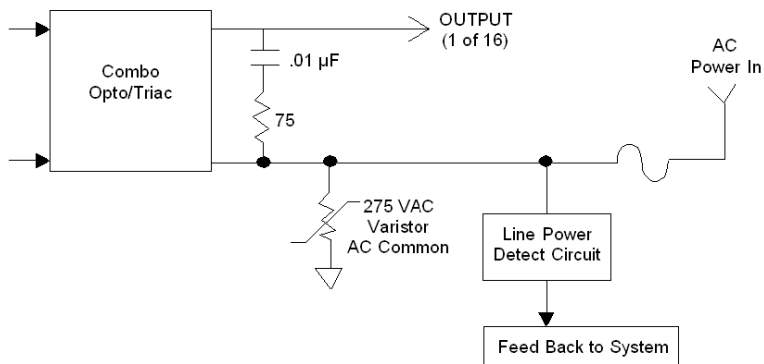 OUTPUT
(1 of 16)
AC
Power In
Combo
Opto/Triac
.01 µF
75
275 VAC
Varistor
AC Common
Line Power
Detect Circuit
Feed Back to System